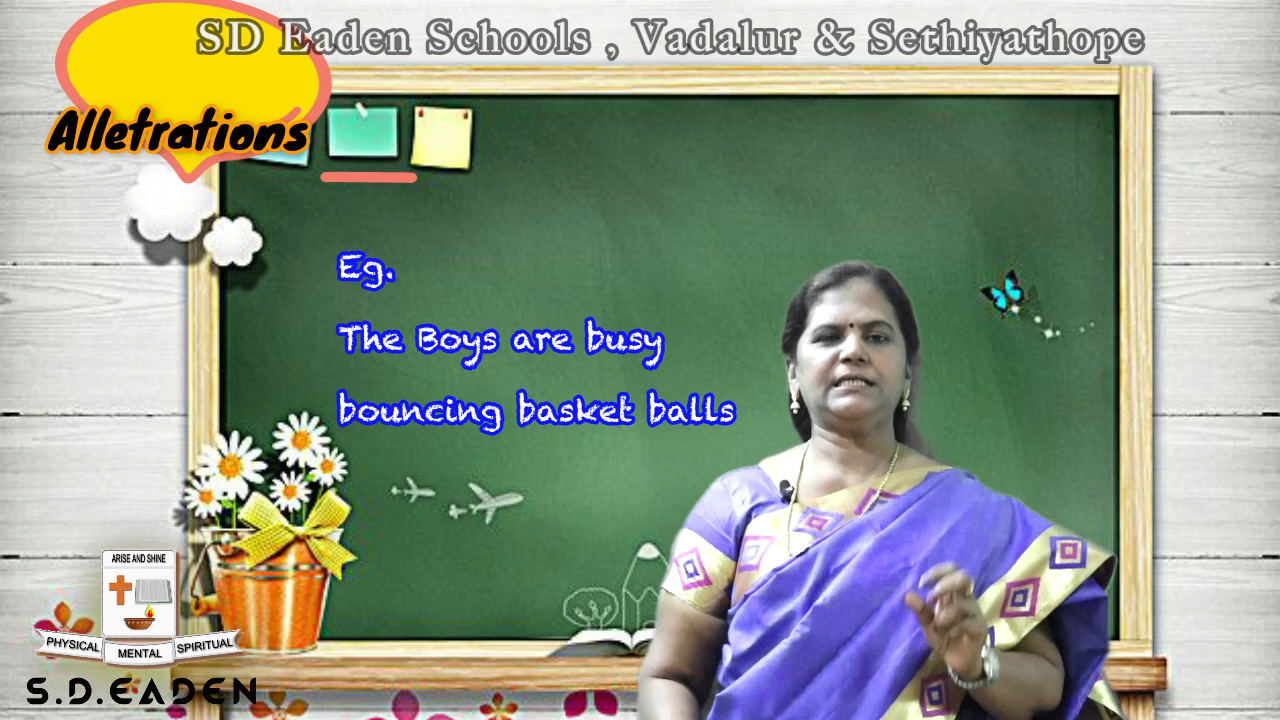 SD Eaden Schools , Vadalur & Sethiyathope
Alletrations
Eg.
The Boys are busy
bouncing basket balls
ARISE AND SHINE
PHYSICAL
MENTAL
SPIRITUAL
S.D.EADEN